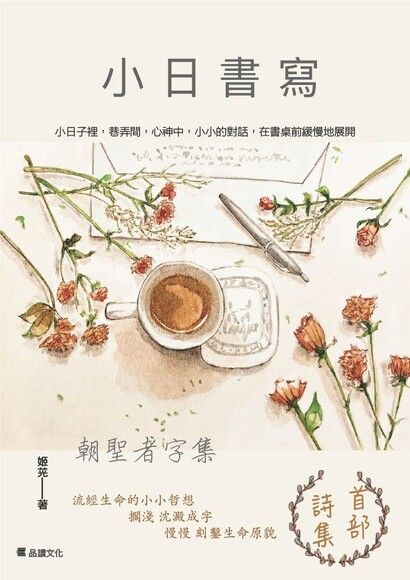 小日書寫
小日子裡，巷弄間，心神中，小小的對話，在書桌前緩慢地展開
朝聖者字集
姬芫——著
流經生命的小小哲想
擱淺 沈澱成字
慢慢 刻鑿生命原貌
首部
詩集
品讀文化